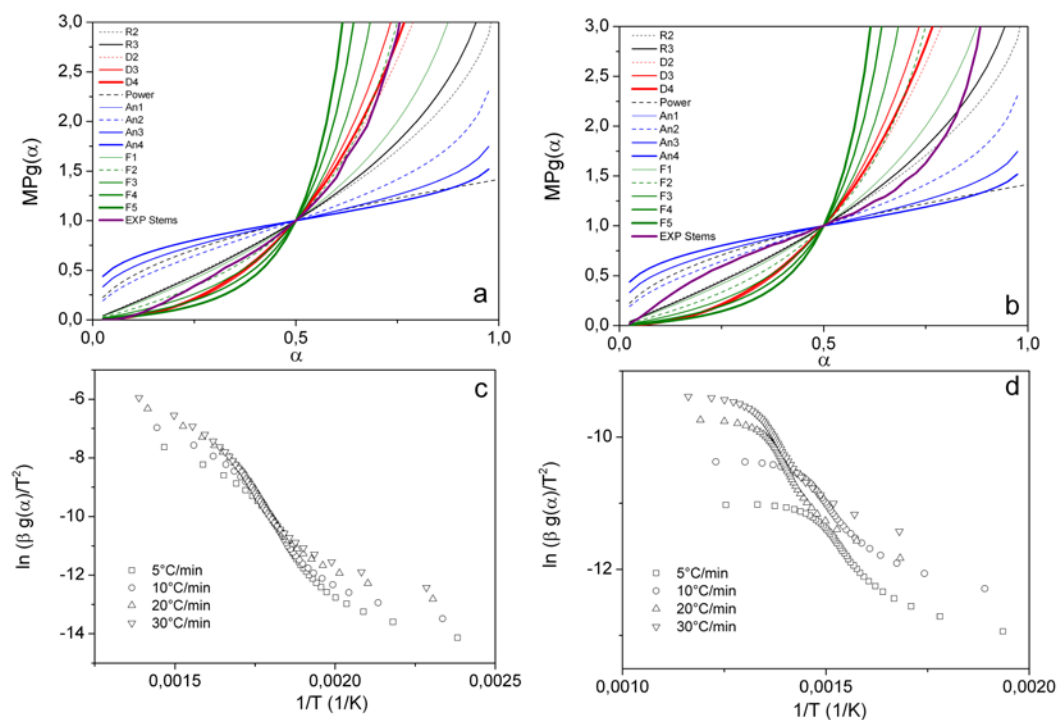 3,0
2,5
2,0
1,5
1,0
0,5
0,0
MPg(α)
R2
R3
D2
D3
D4
Power
An1
An2
An3
An4
F1
F2
F3
F4
F5
EXP Stems
a
0,0 0,5 1,0
α
3,0
2,5
2,0
1,5
1,0
0,5
0,0
MPg(α)
R2
R3
D2
D3
D4
Power
An1
An2
An3
An4
F1
F2
F3
F4
F5
EXP Stems
b
0,0 0,5 1,0
α
c
-6
-8
-10
-12
-14
ln (β g(α)/T²)
5°C/min
10°C/min
20°C/min
30°C/min
0,0015 0,0020 0,0025
1/T (1/K)
d
-10
-12
ln (β g(α)/T²)
5°C/min
10°C/min
20°C/min
30°C/min
0,0010 0,0015 0,0020
1/T (1/K)